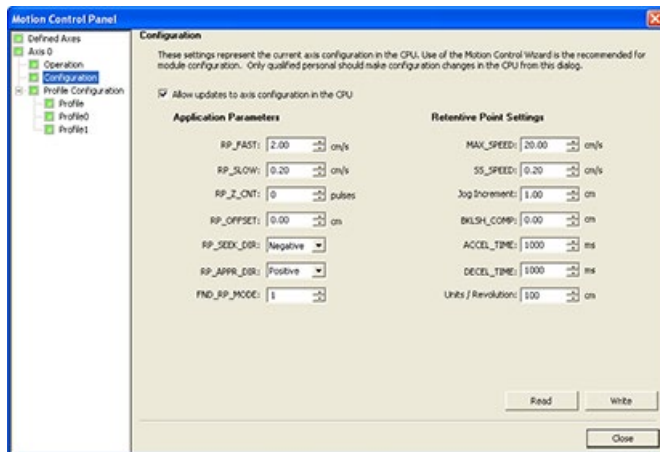 Motion Control Panel
Defined Axes
Axis 0
Operation
Configuration
Profile Configuration
Profile
Profile0
Profile1
Configuration
These settings represent the current axis configuration in the CPU. Use of the Motion Control Wizard is the recommended for
module configuration. Only qualified personal should make configuration changes in the CPU from this dialog.
Allow updates to axis configuration in the CPU
Application Parameters
RP_FAST: 2.00 cm/s
RP_SLOW: 0.20 cm/s
RP_Z_CNT: 0 pulses
RP_OFFSET: 0.00 cm
RP_SEEK_DIR: Negative
RP_APPR_DIR: Positive
FND_RP_MODE: 1
Retentive Point Settings
MAX_SPEED: 20.00 cm/s
SS_SPEED: 0.20 cm/s
Jog Increment: 1.00 cm
BKLSH_COMP: 0.00 cm
ACCEL_TIME: 1000 ms
DECEL_TIME: 1000 ms
Units / Revolution: 100 cm
Read Write
Close